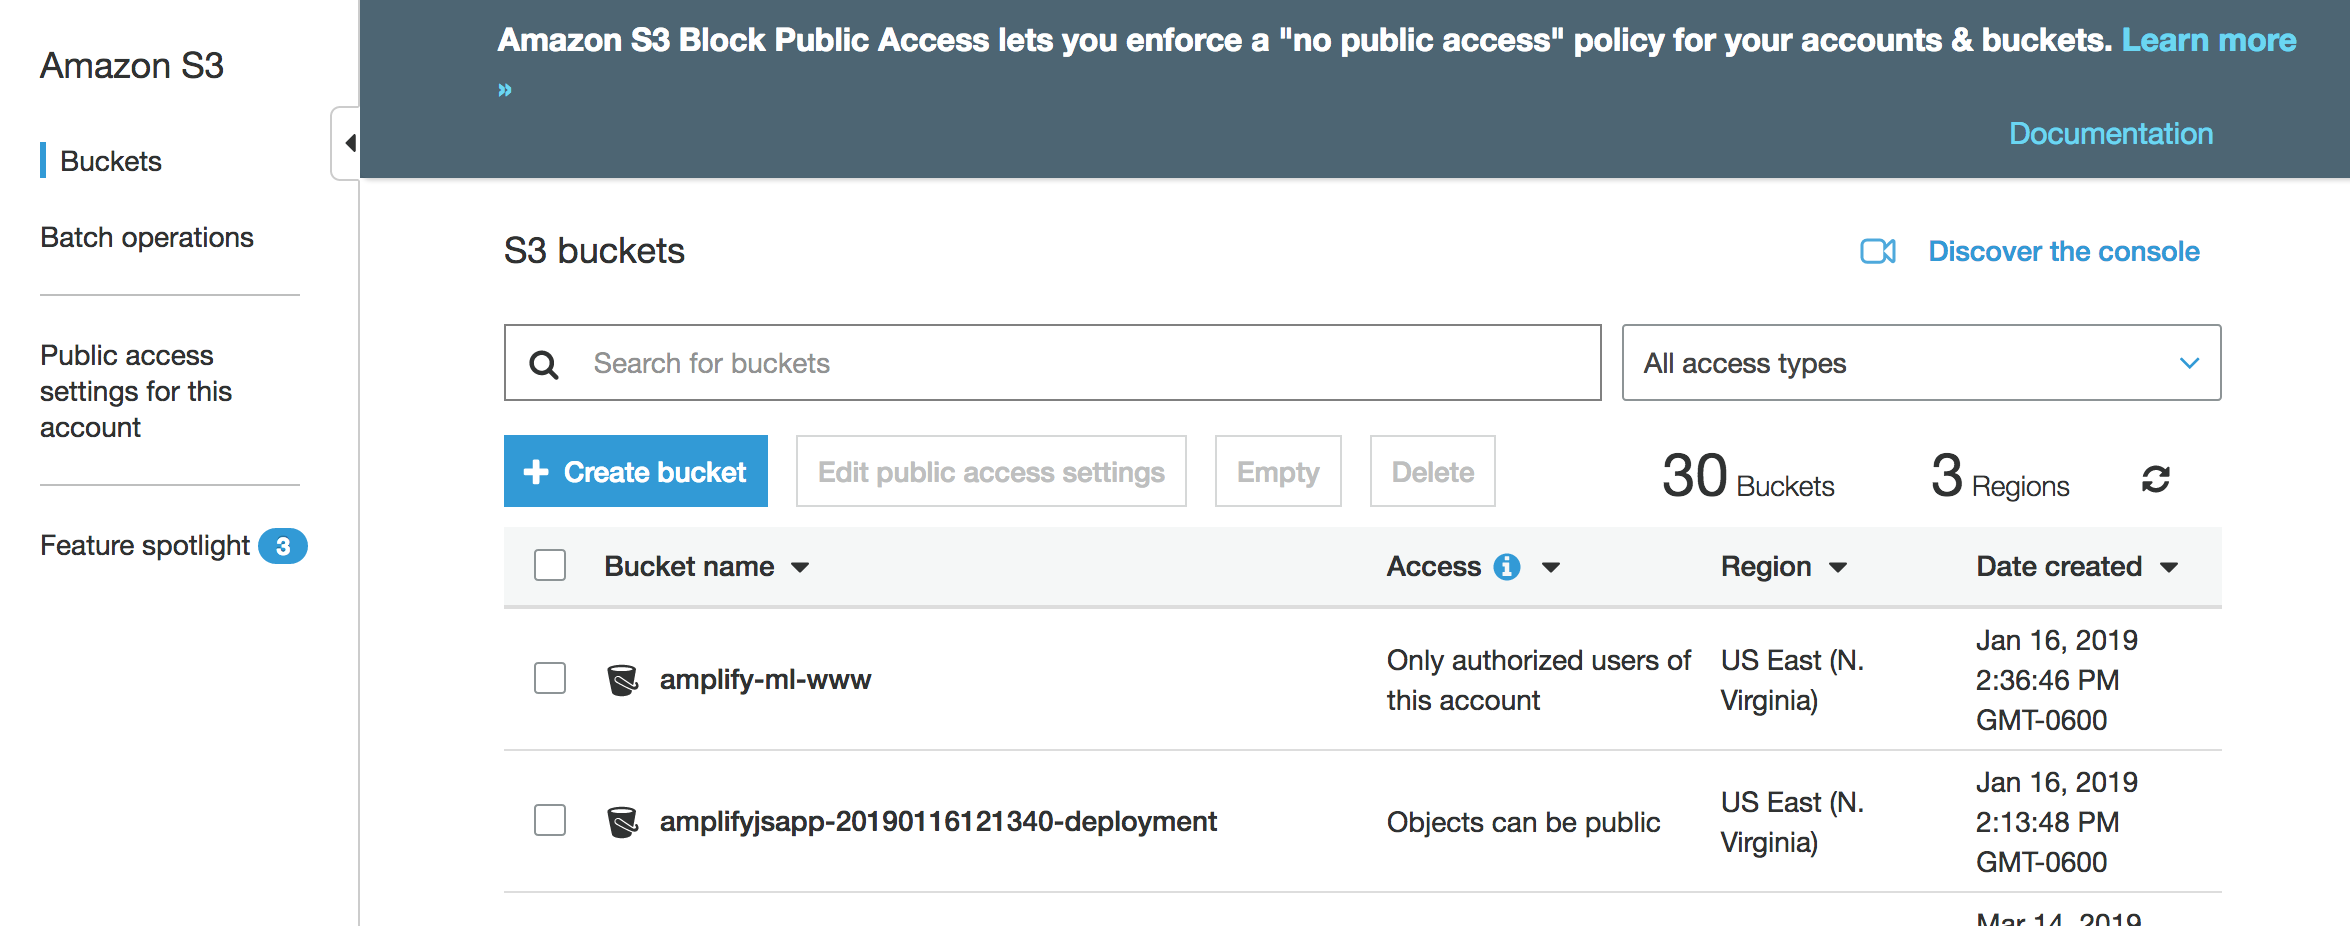 Amazon S3
Buckets
Batch operations
Public access
settings for this
account
Feature spotlight 3
Amazon S3 Block Public Access lets you enforce a "no public access" policy for your accounts & buckets. Learn more
»
Documentation
S3 buckets
Discover the console
Search for buckets
All access types
Create bucket
Edit public access settings
Empty
Delete
30 Buckets
3 Regions
Bucket name
Access
Region
Date created
amplify-ml-www
Only authorized users of
this account
US East (N.
Virginia)
Jan 16, 2019
2:36:46 PM
GMT-0600
amplifyjsapp-20190116121340-deployment
Objects can be public
US East (N.
Virginia)
Jan 16, 2019
2:13:48 PM
GMT-0600
Mar 14, 2019